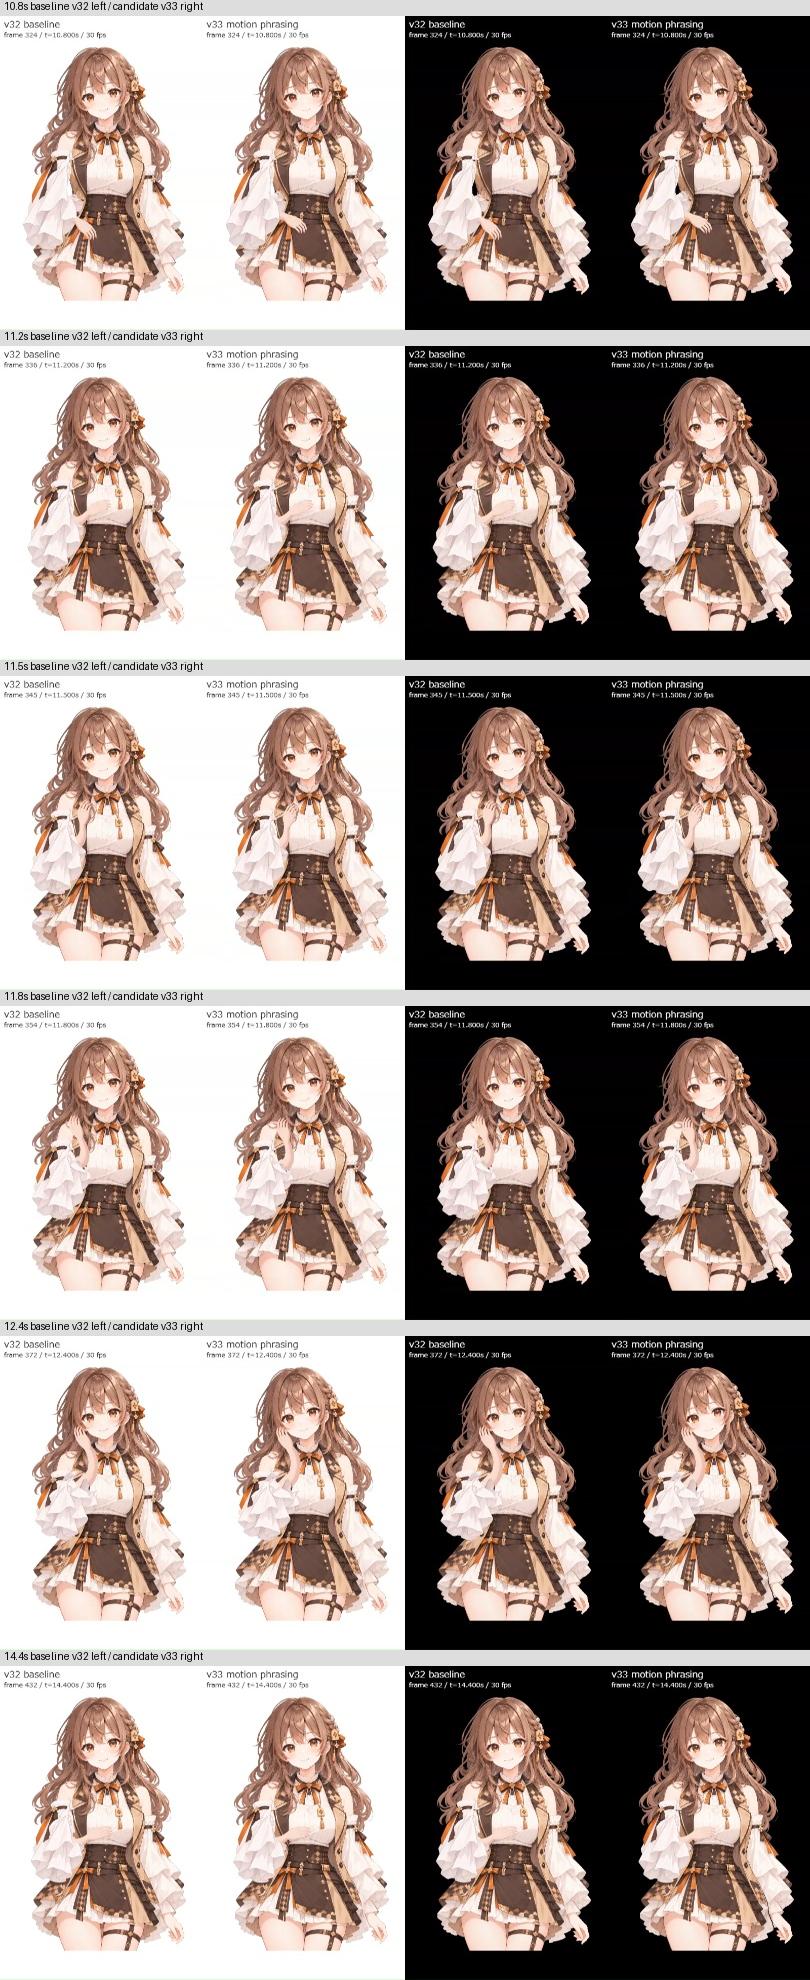 10.8s baseline v32 left / candidate v33 right
v32 baseline
frame 324 / t=10.800s / 30 fps
v33 motion phrasing
frame 324 / t=10.800s / 30 fps
v32 baseline
frame 324 / t=10.800s / 30 fps
v33 motion phrasing
frame 324 / t=10.800s / 30 fps
11.2s baseline v32 left / candidate v33 right
v32 baseline
frame 336 / t=11.200s / 30 fps
v33 motion phrasing
frame 336 / t=11.200s / 30 fps
v32 baseline
frame 336 / t=11.200s / 30 fps
v33 motion phrasing
frame 336 / t=11.200s / 30 fps
11.5s baseline v32 left / candidate v33 right
v32 baseline
frame 345 / t=11.500s / 30 fps
v33 motion phrasing
frame 345 / t=11.500s / 30 fps
v32 baseline
frame 345 / t=11.500s / 30 fps
v33 motion phrasing
frame 345 / t=11.500s / 30 fps
11.8s baseline v32 left / candidate v33 right
v32 baseline
frame 354 / t=11.800s / 30 fps
v33 motion phrasing
frame 354 / t=11.800s / 30 fps
v32 baseline
frame 354 / t=11.800s / 30 fps
v33 motion phrasing
frame 354 / t=11.800s / 30 fps
12.4s baseline v32 left / candidate v33 right
v32 baseline
frame 372 / t=12.400s / 30 fps
v33 motion phrasing
frame 372 / t=12.400s / 30 fps
v32 baseline
frame 372 / t=12.400s / 30 fps
v33 motion phrasing
frame 372 / t=12.400s / 30 fps
14.4s baseline v32 left / candidate v33 right
v32 baseline
frame 432 / t=14.400s / 30 fps
v33 motion phrasing
frame 432 / t=14.400s / 30 fps
v32 baseline
frame 432 / t=14.400s / 30 fps
v33 motion phrasing
frame 432 / t=14.400s / 30 fps